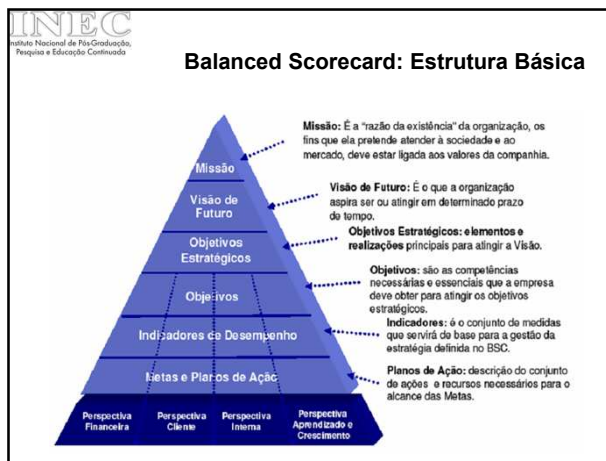 INEC
Instituto Nacional de Pós-Graduação,
Pesquisa e Educação Continuada
Balanced Scorecard: Estrutura Básica
Missão
Visão de
Futuro
Objetivos
Estratégicos
Objetivos
Indicadores de Desempenho
Metas e Planos de Ação
Perspectiva
Financeira
Perspectiva
Cliente
Perspectiva
Interna
Perspectiva
Aprendizado e
Crescimento
Missão: É a "razão da existência" da organização, os
fins que ela pretende atender à sociedade e ao
mercado, deve estar ligada aos valores da companhia.
Visão de Futuro: É o que a organização
aspira ser ou atingir em determinado prazo
de tempo.
Objetivos Estratégicos: elementos e
realizações principais para atingir a Visão.
Objetivos: são as competências
necessárias e essenciais que a empresa
deve obter para atingir os objetivos
estratégicos.
Indicadores: é o conjunto de medidas
que servirá de base para a gestão da
estratégia definida no BSC.
Planos de Ação: descrição do conjunto
de ações e recursos necessários para o
alcance das Metas.